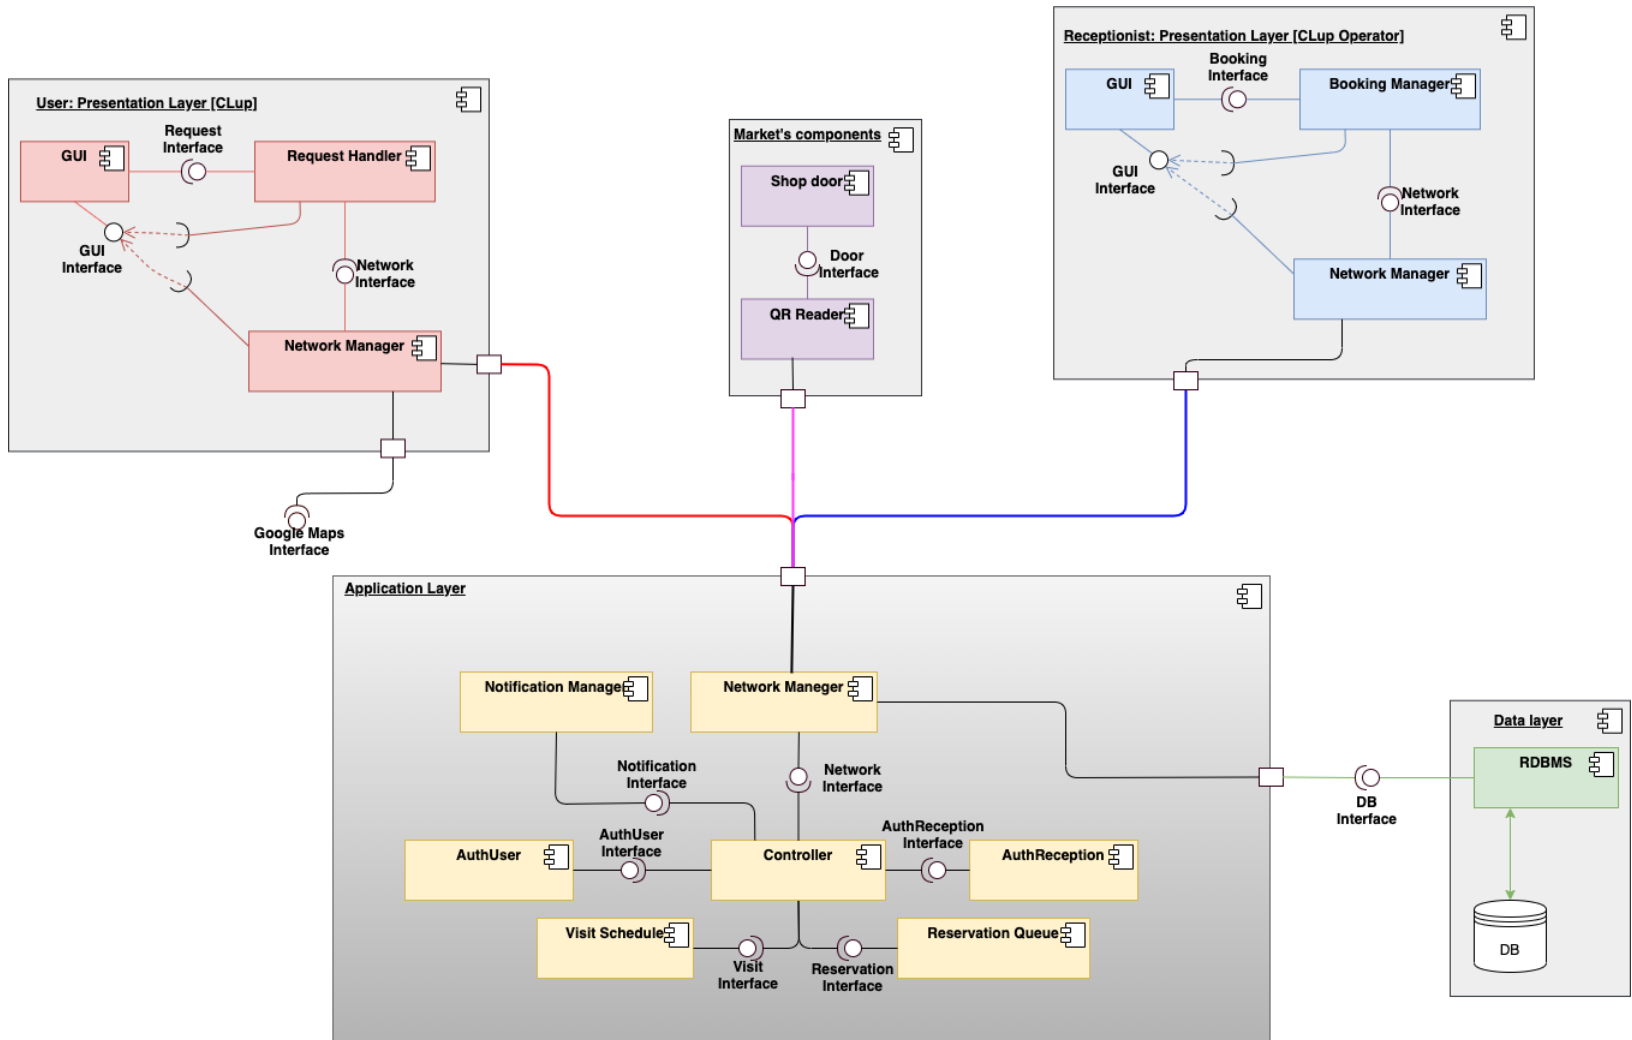 User: Presentation Layer [CLup]
Request
Interface
GUI
Request Handler
GUI
Interface
Network
Interface
Network Manager
Google Maps
Interface
Market's components
Shop door
Door
Interface
QR Reader
Receptionist: Presentation Layer [CLup Operator]
Booking
Interface
GUI
Booking Manager
GUI
Interface
Network
Interface
Network Manager
Application Layer
Notification Manage
Network Maneger
Notification
Interface
Network
Interface
AuthUser
Interface
AuthReception
Interface
AuthUser
Controller
AuthReception
Visit Schedule
Reservation Queue
Visit
Interface
Reservation
Interface
Data layer
RDBMS
DB
Interface
DB